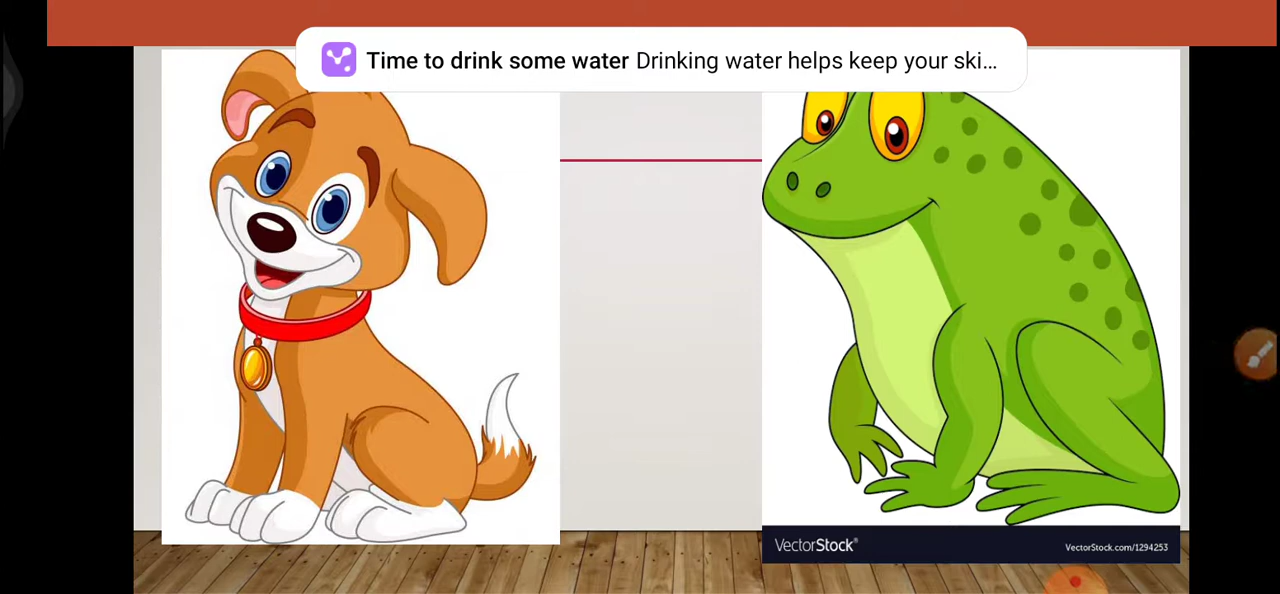 Time to drink some water Drinking water helps keep your ski...
VectorStock®
VectorStock.com/1294253